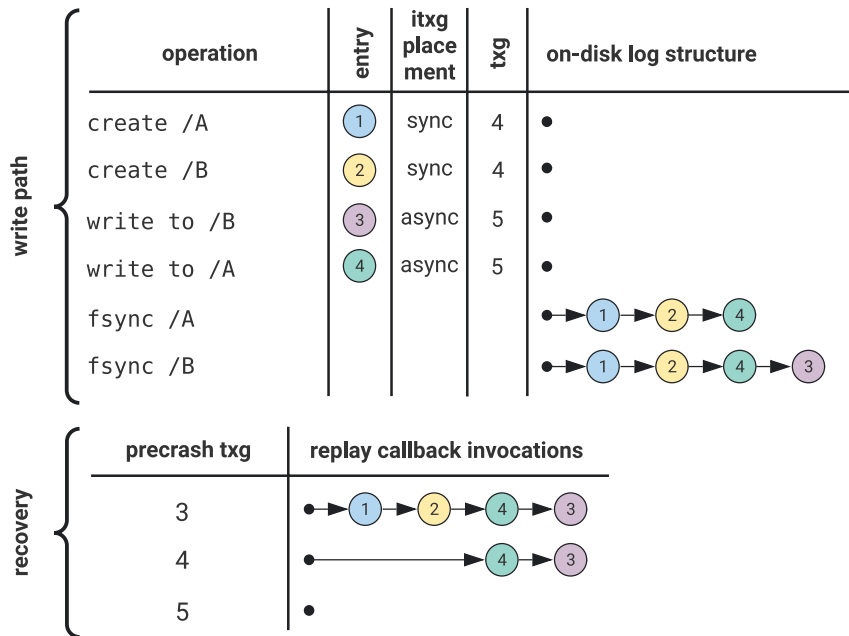 write path
operation entry itxg place ment txg on-disk log structure
create /A 1 sync 4
create /B 2 sync 4
write to /B 3 async 5
write to /A 4 async 5
fsync /A 1 2 4
fsync /B 1 2 4 3
recovery
precrash txg replay callback invocations
3 1 2 4 3
4 4 3
5